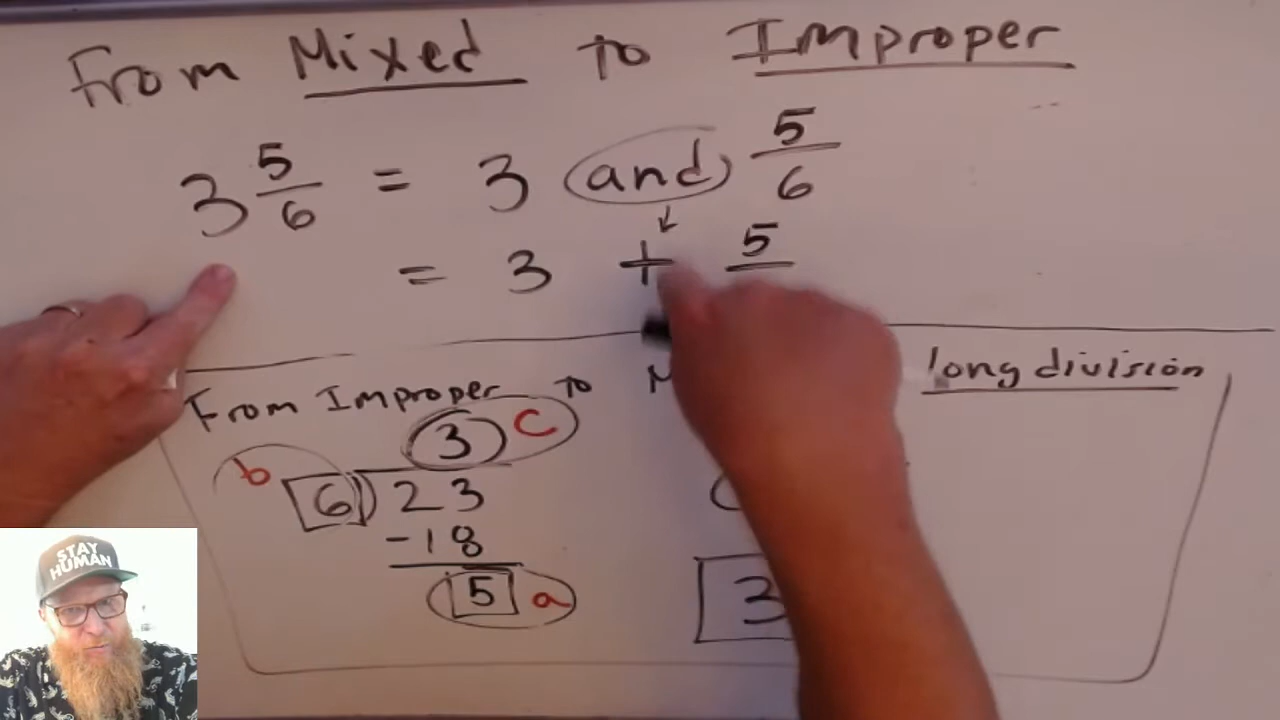 From Mixed to Improper
3 5/6 = 3 and 5/6
= 3 + 5
From Improper to M
long division
3 c
b 6 ) 23
-18
5 a
3
STAY
HUMAN